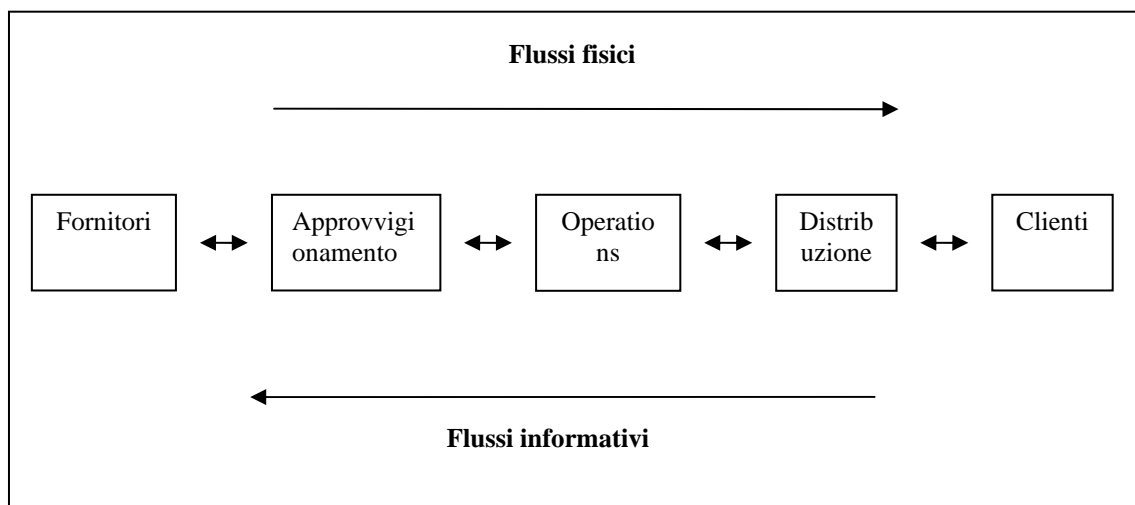 Flussi fisici
Fornitori
Approvvigi
onamento
Operatio
ns
Distrib
uzione
Clienti
Flussi informativi